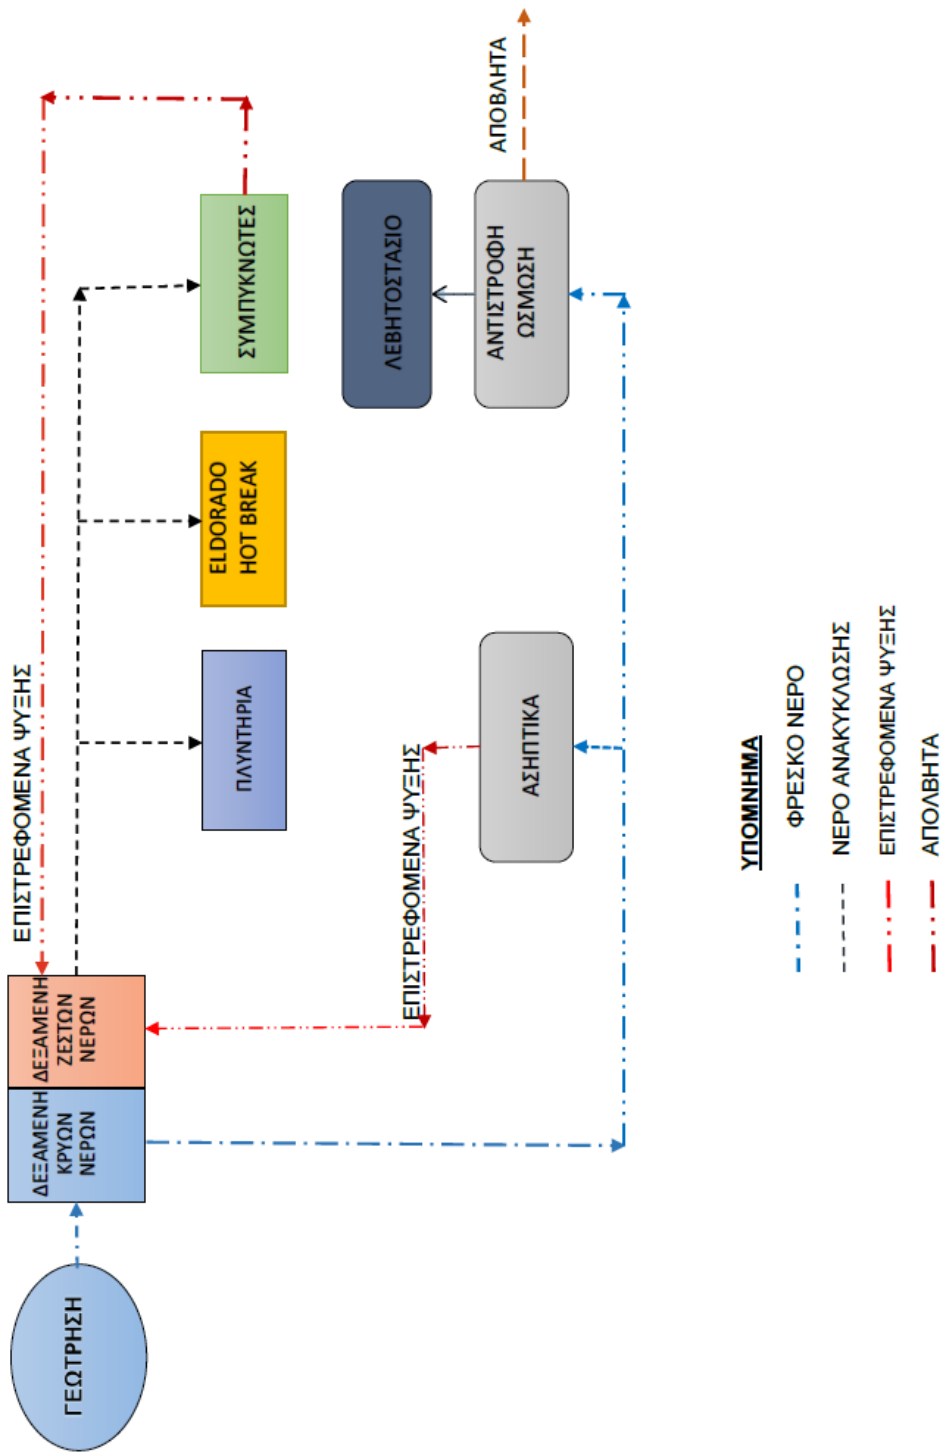 ΓΕΩΤΡΗΣΗ
ΔΕΞΑΜΕΝΗ
ΚΡΥΩΝ
ΝΕΡΩΝ
ΔΕΞΑΜΕΝΗ
ΖΕΣΤΩΝ
ΝΕΡΩΝ
ΕΠΙΣΤΡΕΦΟΜΕΝΑ ΨΥΞΗΣ
ΠΛΥΝΤΗΡΙΑ
ELDORADO
HOT BREAK
ΣΥΜΠΥΚΝΩΤΕΣ
ΕΠΙΣΤΡΕΦΟΜΕΝΑ ΨΥΞΗΣ
ΛΕΒΗΤΟΣΤΑΣΙΟ
ΑΣΗΠΤΙΚΑ
ΑΝΤΙΣΤΡΟΦΗ
ΩΣΜΩΣΗ
ΑΠΟΒΛΗΤΑ
ΥΠΟΜΝΗΜΑ
ΦΡΕΣΚΟ ΝΕΡΟ
ΝΕΡΟ ΑΝΑΚΥΚΛΩΣΗΣ
ΕΠΙΣΤΡΕΦΟΜΕΝΑ ΨΥΞΗΣ
ΑΠΟΛΒΗΤΑ